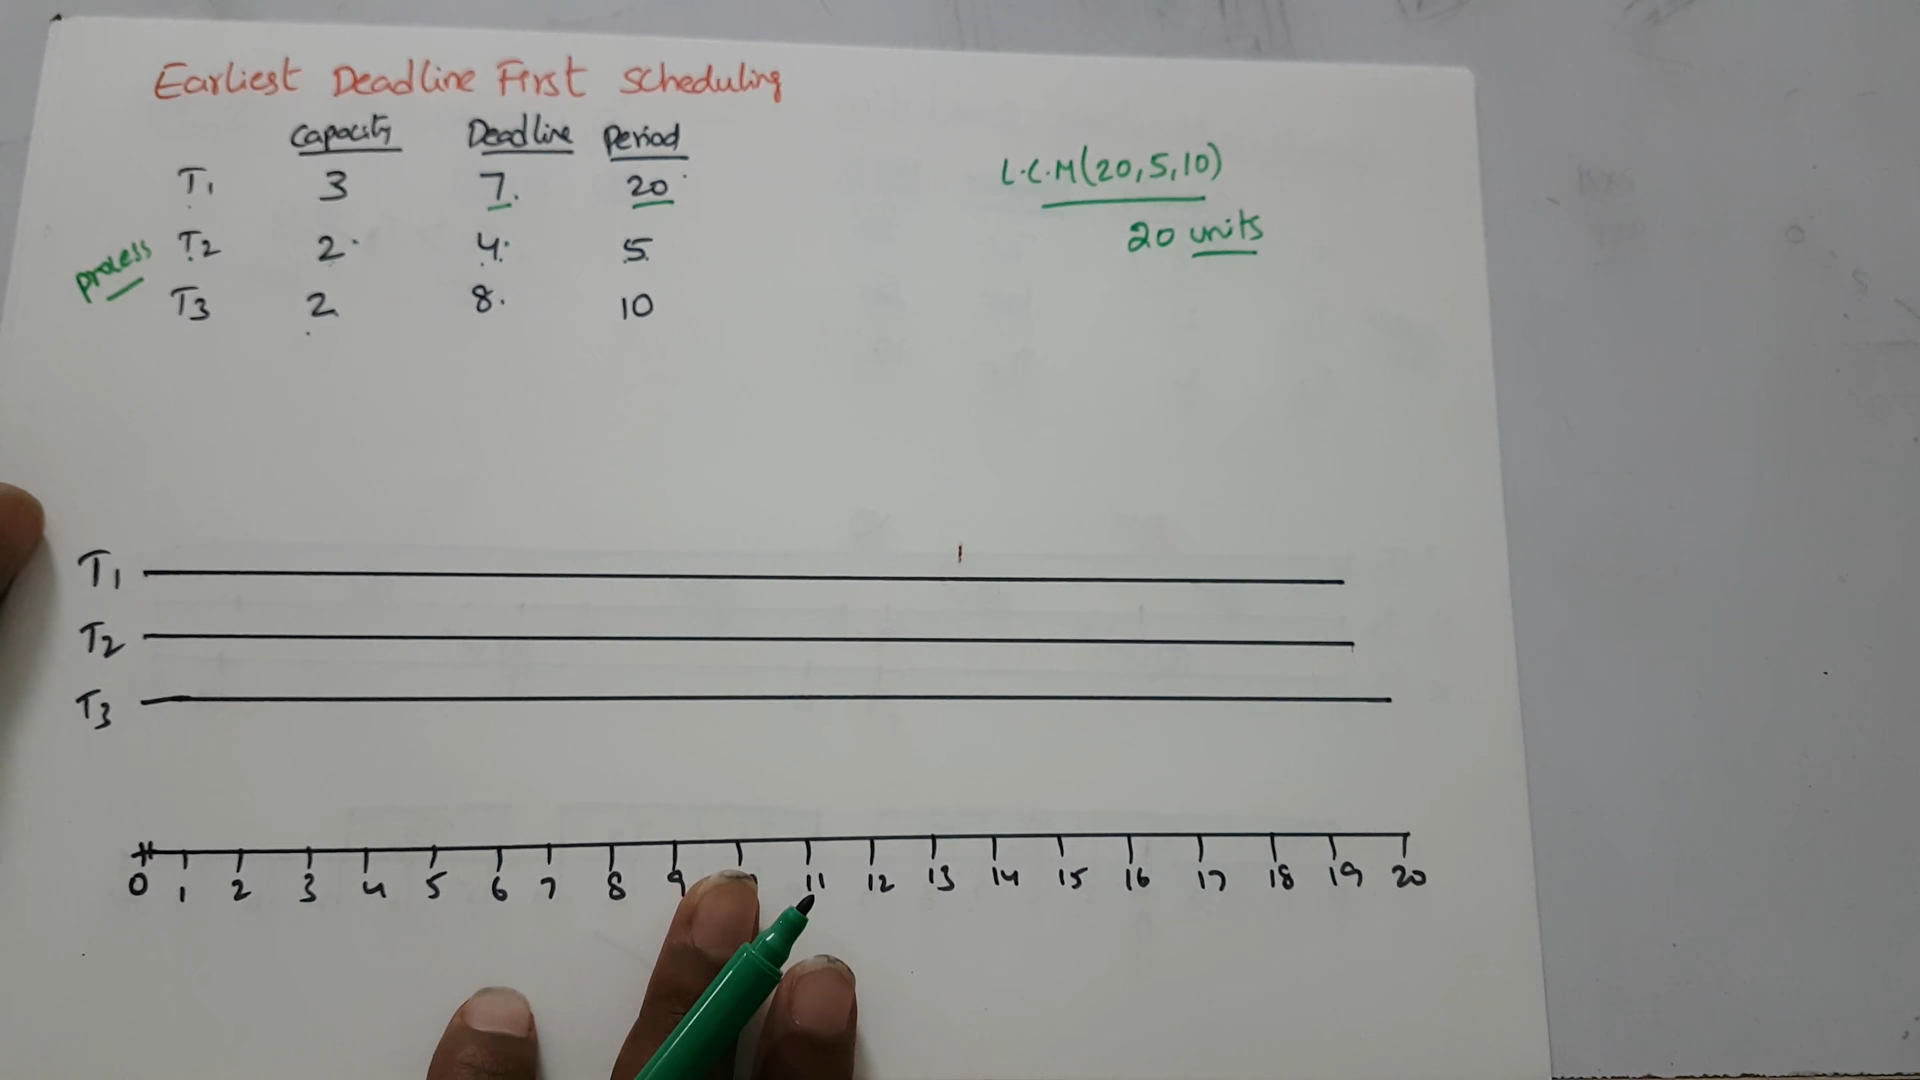 Earliest Deadline First Scheduling
Capacity Deadline Period
T1 3 7 20
T2 2 4 5
T3 2 8 10
process
L.C.M(20,5,10)
20 units
T1
T2
T3
0 1 2 3 4 5 6 7 8 9 11 12 13 14 15 16 17 18 19 20